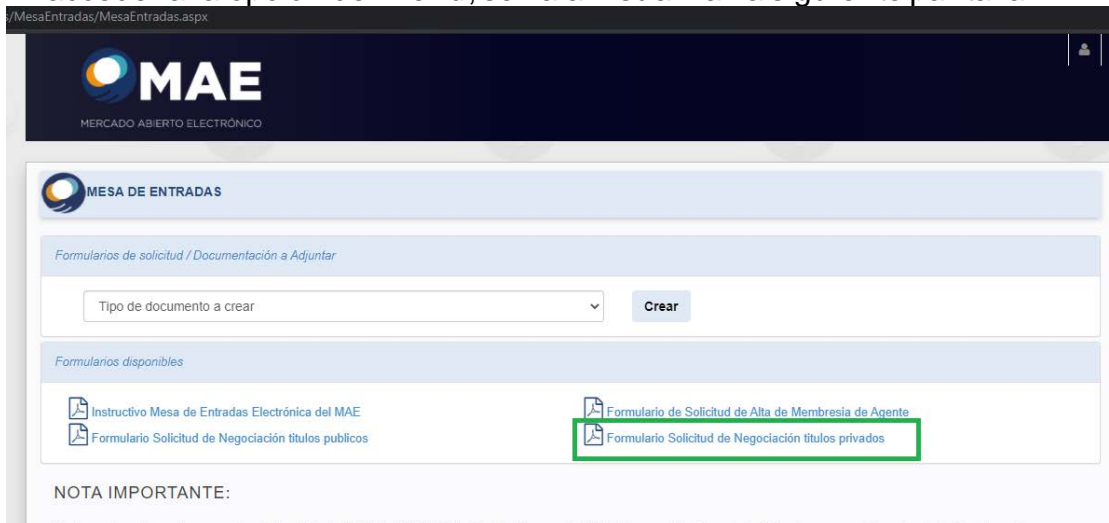 s/MesaEntradas/MesaEntradas.aspx
MAE
MERCADO ABIERTO ELECTRÓNICO
MESA DE ENTRADAS
Formularios de solicitud / Documentación a Adjuntar
Tipo de documento a crear
Crear
Formularios disponibles
Instructivo Mesa de Entradas Electrónica del MAE
Formulario de Solicitud de Alta de Membresia de Agente
Formulario Solicitud de Negociación titulos publicos
Formulario Solicitud de Negociación titulos privados
NOTA IMPORTANTE: